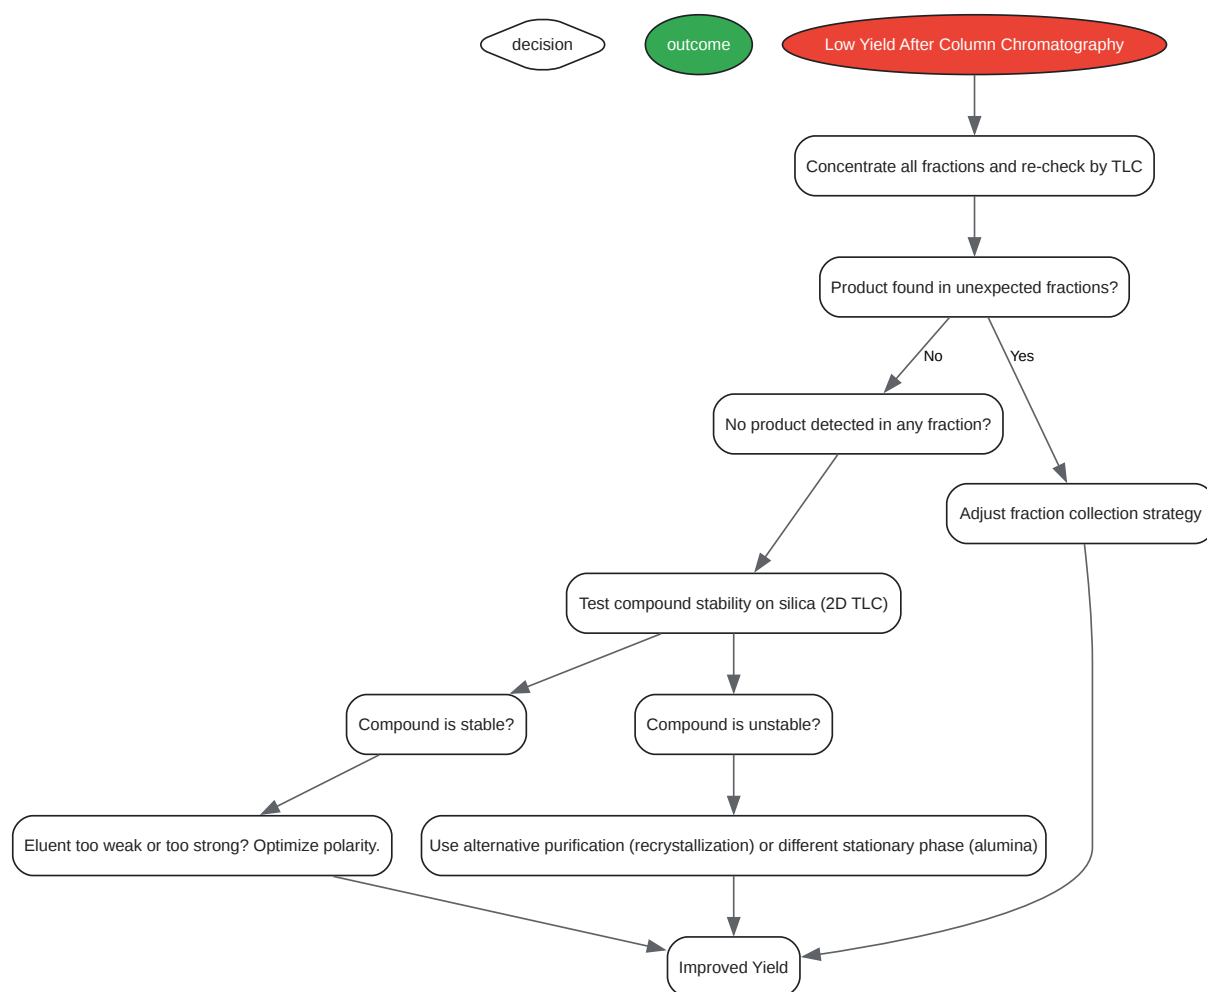 decision
outcome
Low Yield After Column Chromatography
Concentrate all fractions and re-check by TLC
Product found in unexpected fractions?
No
Yes
No product detected in any fraction?
Adjust fraction collection strategy
Test compound stability on silica (2D TLC)
Compound is stable?
Compound is unstable?
Eluent too weak or too strong? Optimize polarity.
Use alternative purification (recrystallization) or different stationary phase (alumina)
Improved Yield